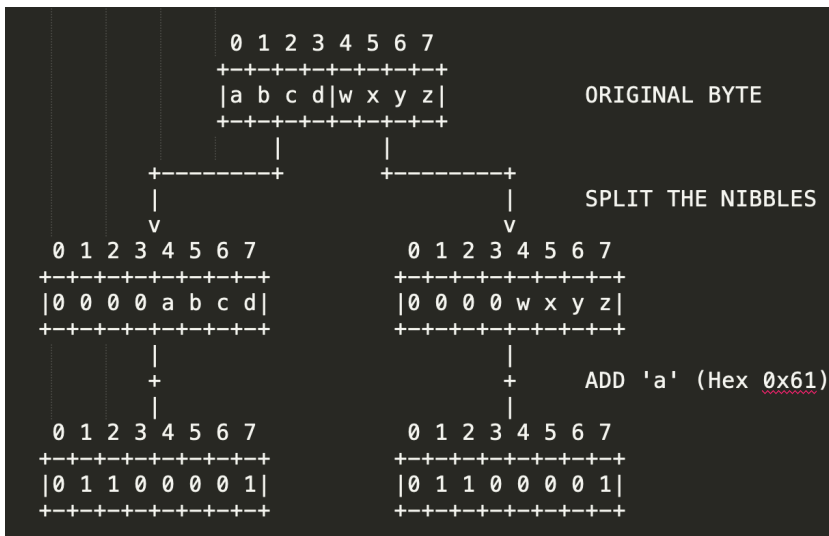 0 1 2 3 4 5 6 7
+-+-+-+-+-+-+-+-+
|a b c d|w x y z| ORIGINAL BYTE
+-+-+-+-+-+-+-+-+
| |
+---------+ +---------+
| | SPLIT THE NIBBLES
v v
0 1 2 3 4 5 6 7 0 1 2 3 4 5 6 7
+-+-+-+-+-+-+-+-+ +-+-+-+-+-+-+-+-+
|0 0 0 0 a b c d| |0 0 0 0 w x y z|
+-+-+-+-+-+-+-+-+ +-+-+-+-+-+-+-+-+
| |
+ + ADD 'a' (Hex 0x61)
| |
0 1 2 3 4 5 6 7 0 1 2 3 4 5 6 7
+-+-+-+-+-+-+-+-+ +-+-+-+-+-+-+-+-+
|0 1 1 0 0 0 0 1| |0 1 1 0 0 0 0 1|
+-+-+-+-+-+-+-+-+ +-+-+-+-+-+-+-+-+